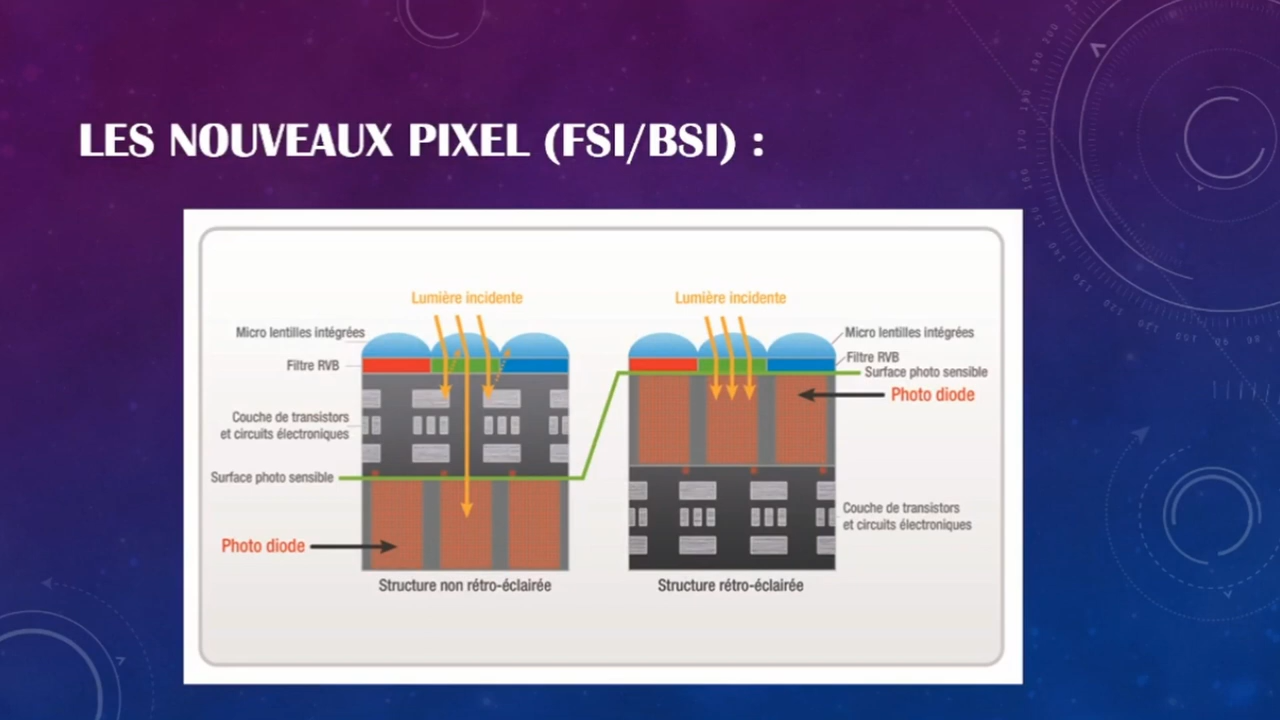 LES NOUVEAUX PIXEL (FSI/BSI) :
Lumière incidente
Micro lentilles intégrées
Filtre RVB
Couche de transistors
et circuits électroniques
Surface photo sensible
Photo diode
Structure non rétro-éclairée
Lumière incidente
Micro lentilles intégrées
Filtre RVB
Surface photo sensible
Photo diode
Couche de transistors
et circuits électroniques
Structure rétro-éclairée